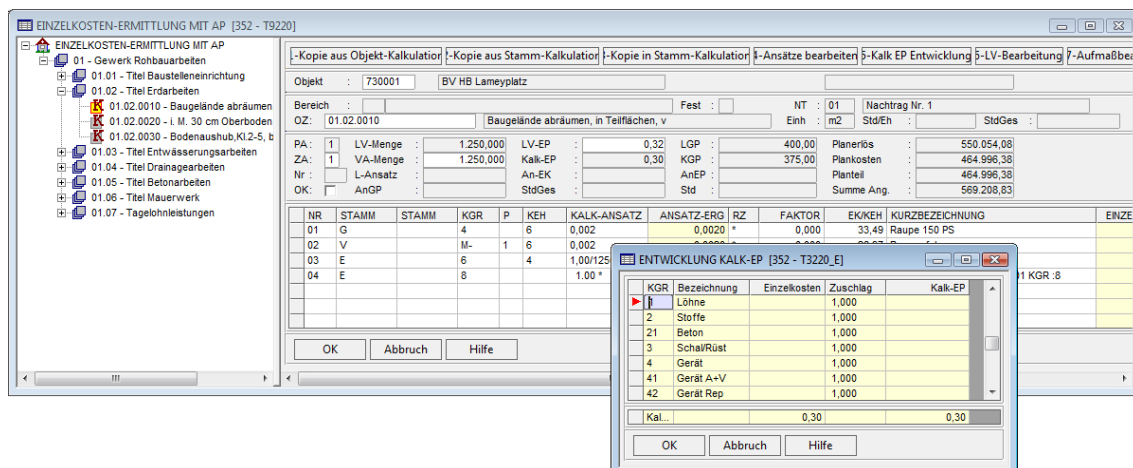 EINZELKOSTEN-ERMITTLUNG MIT AP [352 - T9220]
EINZELKOSTEN-ERMITTLUNG MIT AP
01 - Gewerk Rohbauarbeiten
01.01 - Titel Baustelleneinrichtung
01.02 - Titel Erdarbeiten
01.02.0010 - Baugelände abräumen
01.02.0020 - i. M. 30 cm Oberboden
01.02.0030 - Bodenaushub,Kl.2-5, b
01.03 - Titel Entwässerungsarbeiten
01.04 - Titel Drainagearbeiten
01.05 - Titel Betonarbeiten
01.06 - Titel Mauerwerk
01.07 - Tagelohnleistungen
-Kopie aus Objekt-Kalkulation -Kopie aus Stamm-Kalkulation -Kopie in Stamm-Kalkulation -Ansätze bearbeiten -Kalk EP Entwicklung -LV-Bearbeitung 7-Aufmaßbea
Objekt : 730001 BV HB Lameyplatz
Bereich : Fest : NT : 01 Nachtrag Nr. 1
OZ: 01.02.0010 Baugelände abräumen, in Teilflächen, v Einh : m2 Std/Eh : StdGes :
PA: 1 LV-Menge : 1.250,000 LV-EP : 0,32 LGP : 400,00 Planerlös : 550.054,08
ZA: 1 VA-Menge : 1.250,000 Kalk-EP : 0,30 KGP : 375,00 Plankosten : 464.996,38
Nr : L-Ansatz : An-EK : AnEP : Planteil : 464.996,38
OK: AnGP : StdGes : Std : Summe Ang. : 569.208,83
NR STAMM STAMM KGR P KEH KALK-ANSATZ ANSATZ-ERG RZ FAKTOR EK/KEH KURZBEZEICHNUNG EINZE
01 G 4 6 0,002 0,0020 * 0,000 33,49 Raupe 150 PS
02 V M- 1 6 0,002
03 E 6 4 1,00/1250
04 E 8 1.00 * 01 KGR :8
OK Abbruch Hilfe
ENTWICKLUNG KALK-EP [352 - T3220_E]
KGR Bezeichnung Einzelkosten Zuschlag Kalk-EP
1 Löhne 1,000
2 Stoffe 1,000
21 Beton 1,000
3 Schal/Rüst 1,000
4 Gerät 1,000
41 Gerät A+V 1,000
42 Gerät Rep 1,000
Kal... 0,30 0,30
OK Abbruch Hilfe